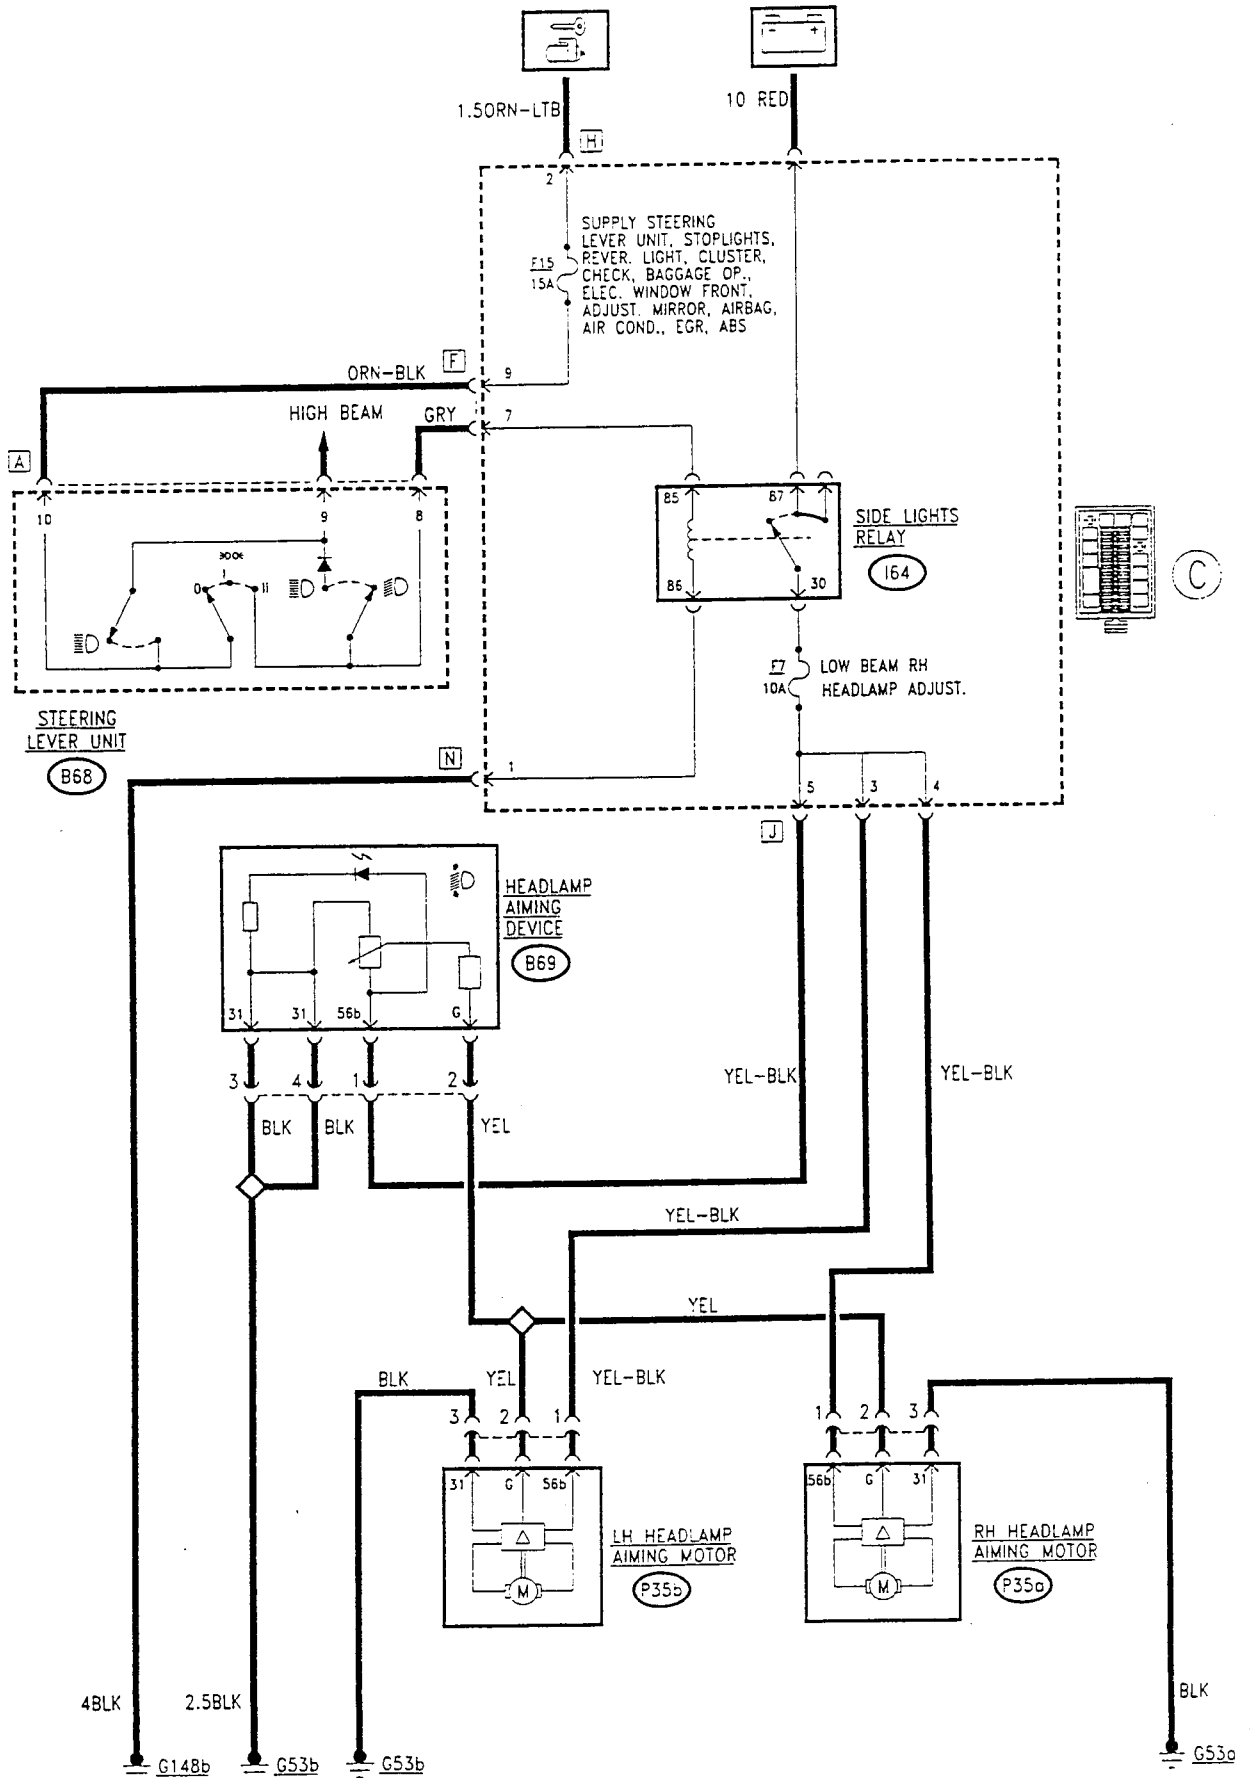 - +
1.5ORN-LTB
10 RED
H
2
SUPPLY STEERING
LEVER UNIT, STOPLIGHTS,
REVER. LIGHT, CLUSTER,
CHECK, BAGGAGE OP.,
ELEC. WINDOW FRONT,
ADJUST. MIRROR, AIRBAG,
AIR COND., EGR, ABS
F15
15A
F
ORN-BLK
9
HIGH BEAM
GRY
7
A
10
9
8
85
87
SIDE LIGHTS
RELAY
I64
C
0
I
II
86
30
F7
10A
LOW BEAM RH
HEADLAMP ADJUST.
STEERING
LEVER UNIT
B68
N
1
5
3
4
J
HEADLAMP
AIMING
DEVICE
B69
31
31
56b
G
3
4
1
2
BLK
BLK
YEL
YEL-BLK
YEL-BLK
YEL-BLK
YEL
BLK
YEL
YEL-BLK
3
2
1
1
2
3
31
G
56b
56b
G
31
M
M
LH HEADLAMP
AIMING MOTOR
P35b
RH HEADLAMP
AIMING MOTOR
P35a
4BLK
2.5BLK
BLK
G148b
G53b
G53b
G53a